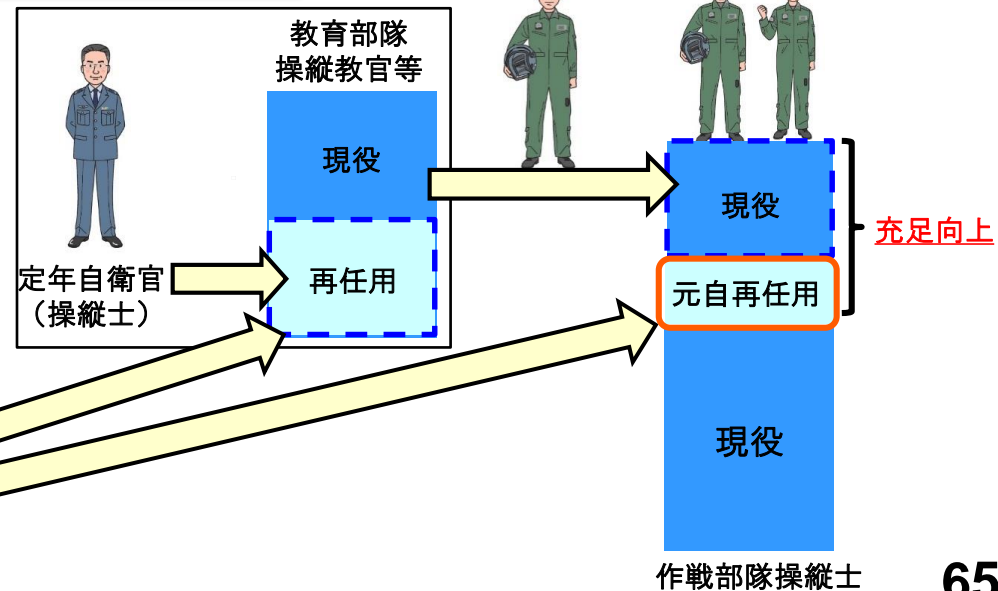 教育部隊
操縦教官等
現役
定年自衛官
（操縦士）
再任用
現役
充足向上
元自再任用
現役
作戦部隊操縦士
65